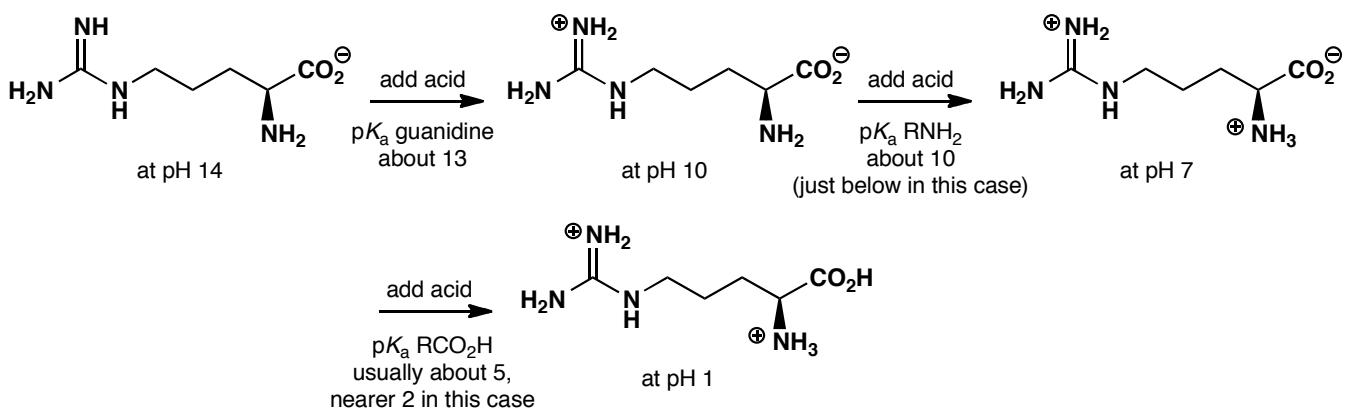 NH
H₂N N H CO₂⊖
NH₂
at pH 14
add acid
pKₐ guanidine
about 13
⊕NH₂
H₂N N H CO₂⊖
NH₂
at pH 10
add acid
pKₐ RNH₂
about 10
(just below in this case)
⊕NH₂
H₂N N H CO₂⊖
⊕NH₃
at pH 7
add acid
pKₐ RCO₂H
usually about 5,
nearer 2 in this case
⊕NH₂
H₂N N H CO₂H
⊕NH₃
at pH 1